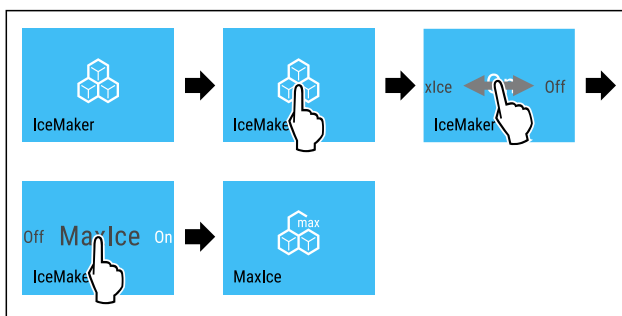 IceMaker
IceMake
xIce Off
IceMaker
Off MaxIce On
IceMake
max
MaxIce